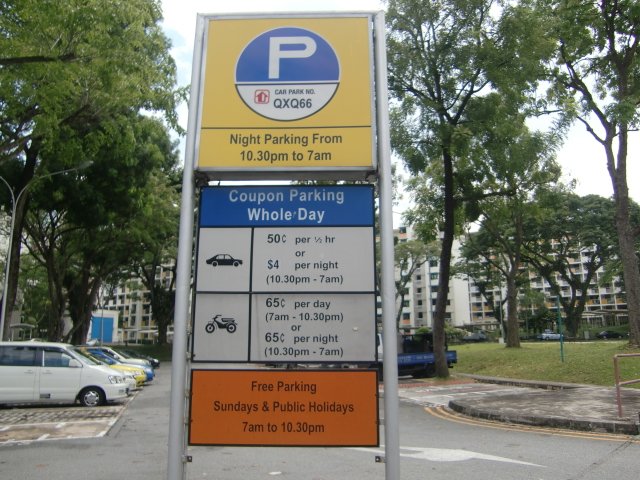 P
CAR PARK NO.
QXQ66
Night Parking From
10.30pm to 7am
Coupon Parking
Whole Day
50¢ per ½ hr
or
$4 per night
(10.30pm - 7am)
65¢ per day
(7am - 10.30pm)
or
65¢ per night
(10.30pm - 7am)
Free Parking
Sundays & Public Holidays
7am to 10.30pm